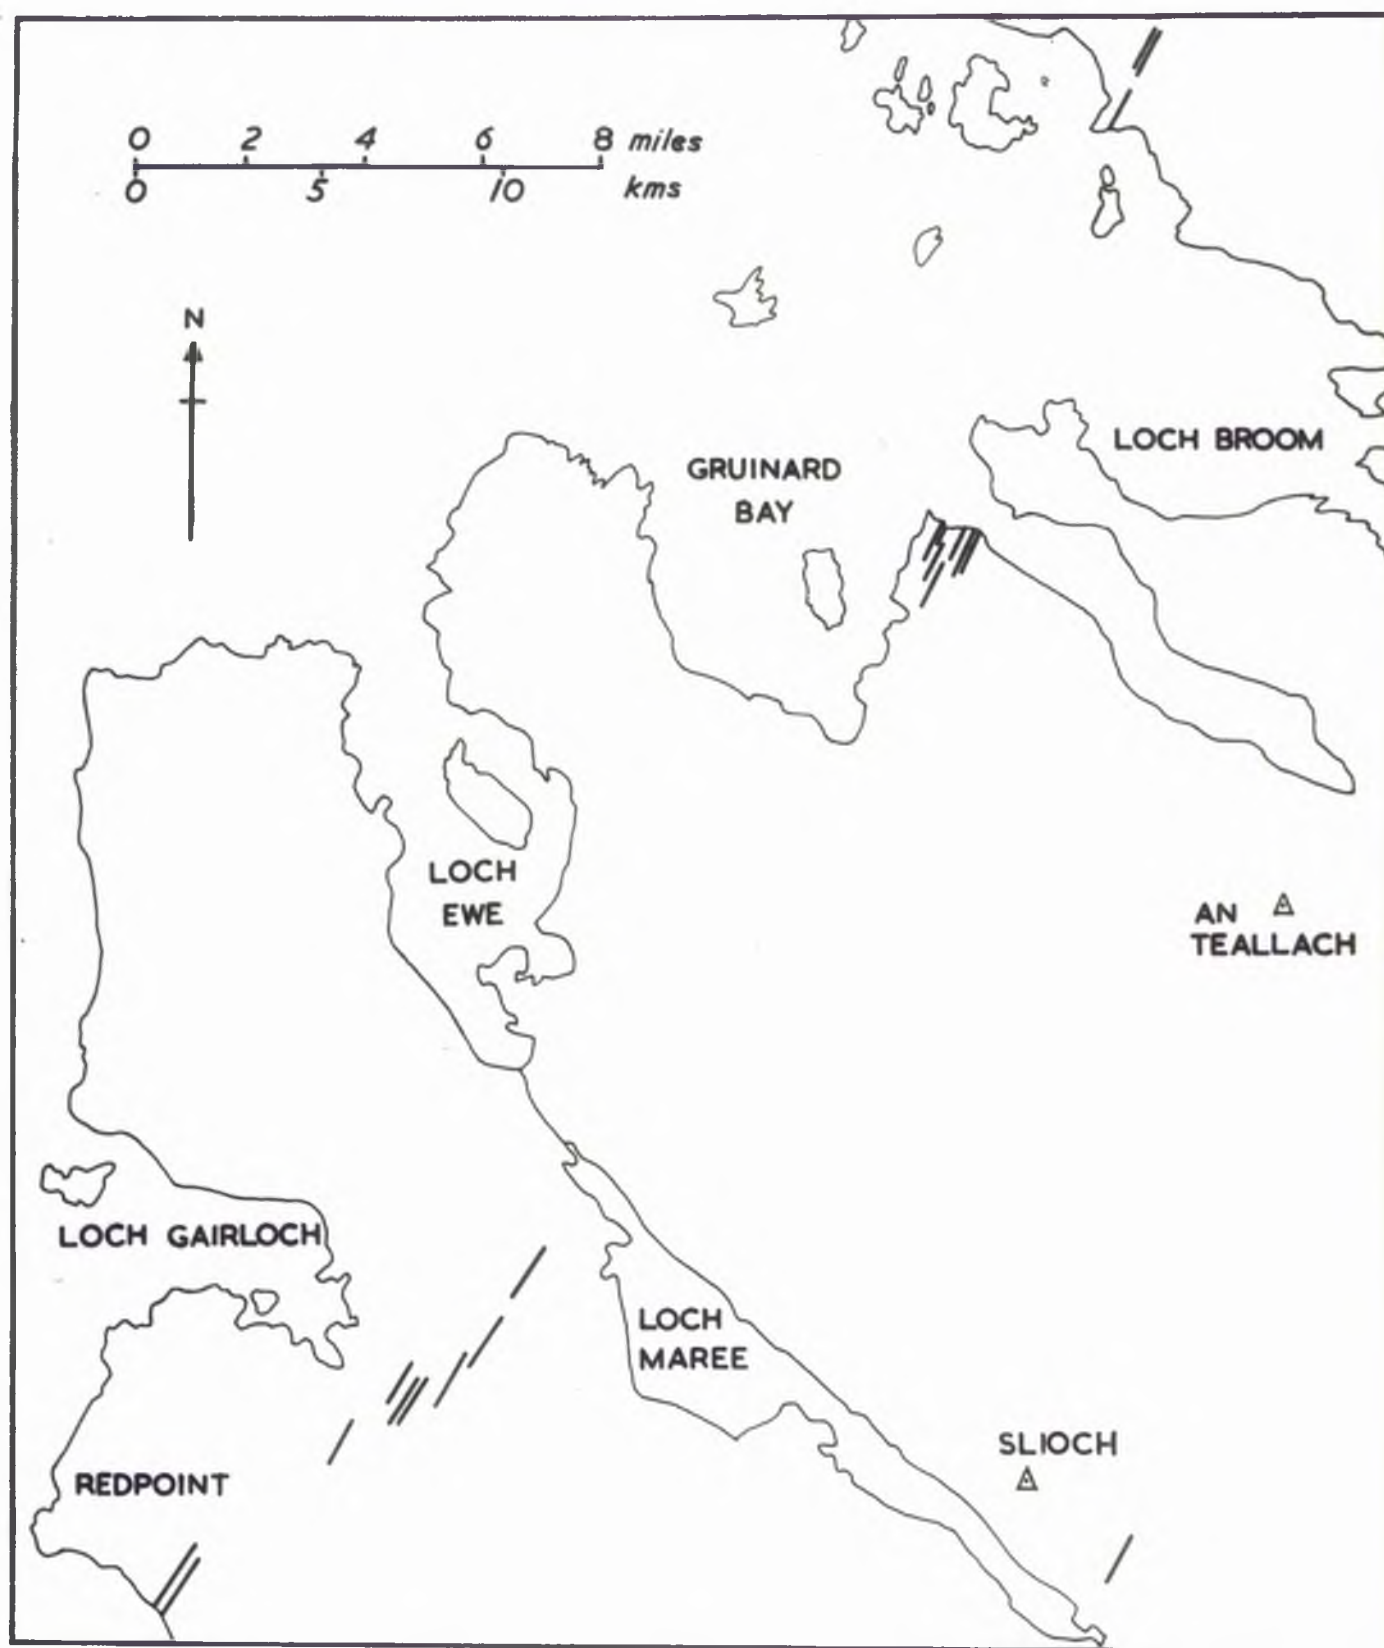 0 2 4 6 8 miles
0 5 10 kms
N
LOCH BROOM
GRUINARD
BAY
LOCH
EWE
AN
TEALLACH
LOCH GAIRLOCH
LOCH
MAREE
SLIOCH
REDPOINT